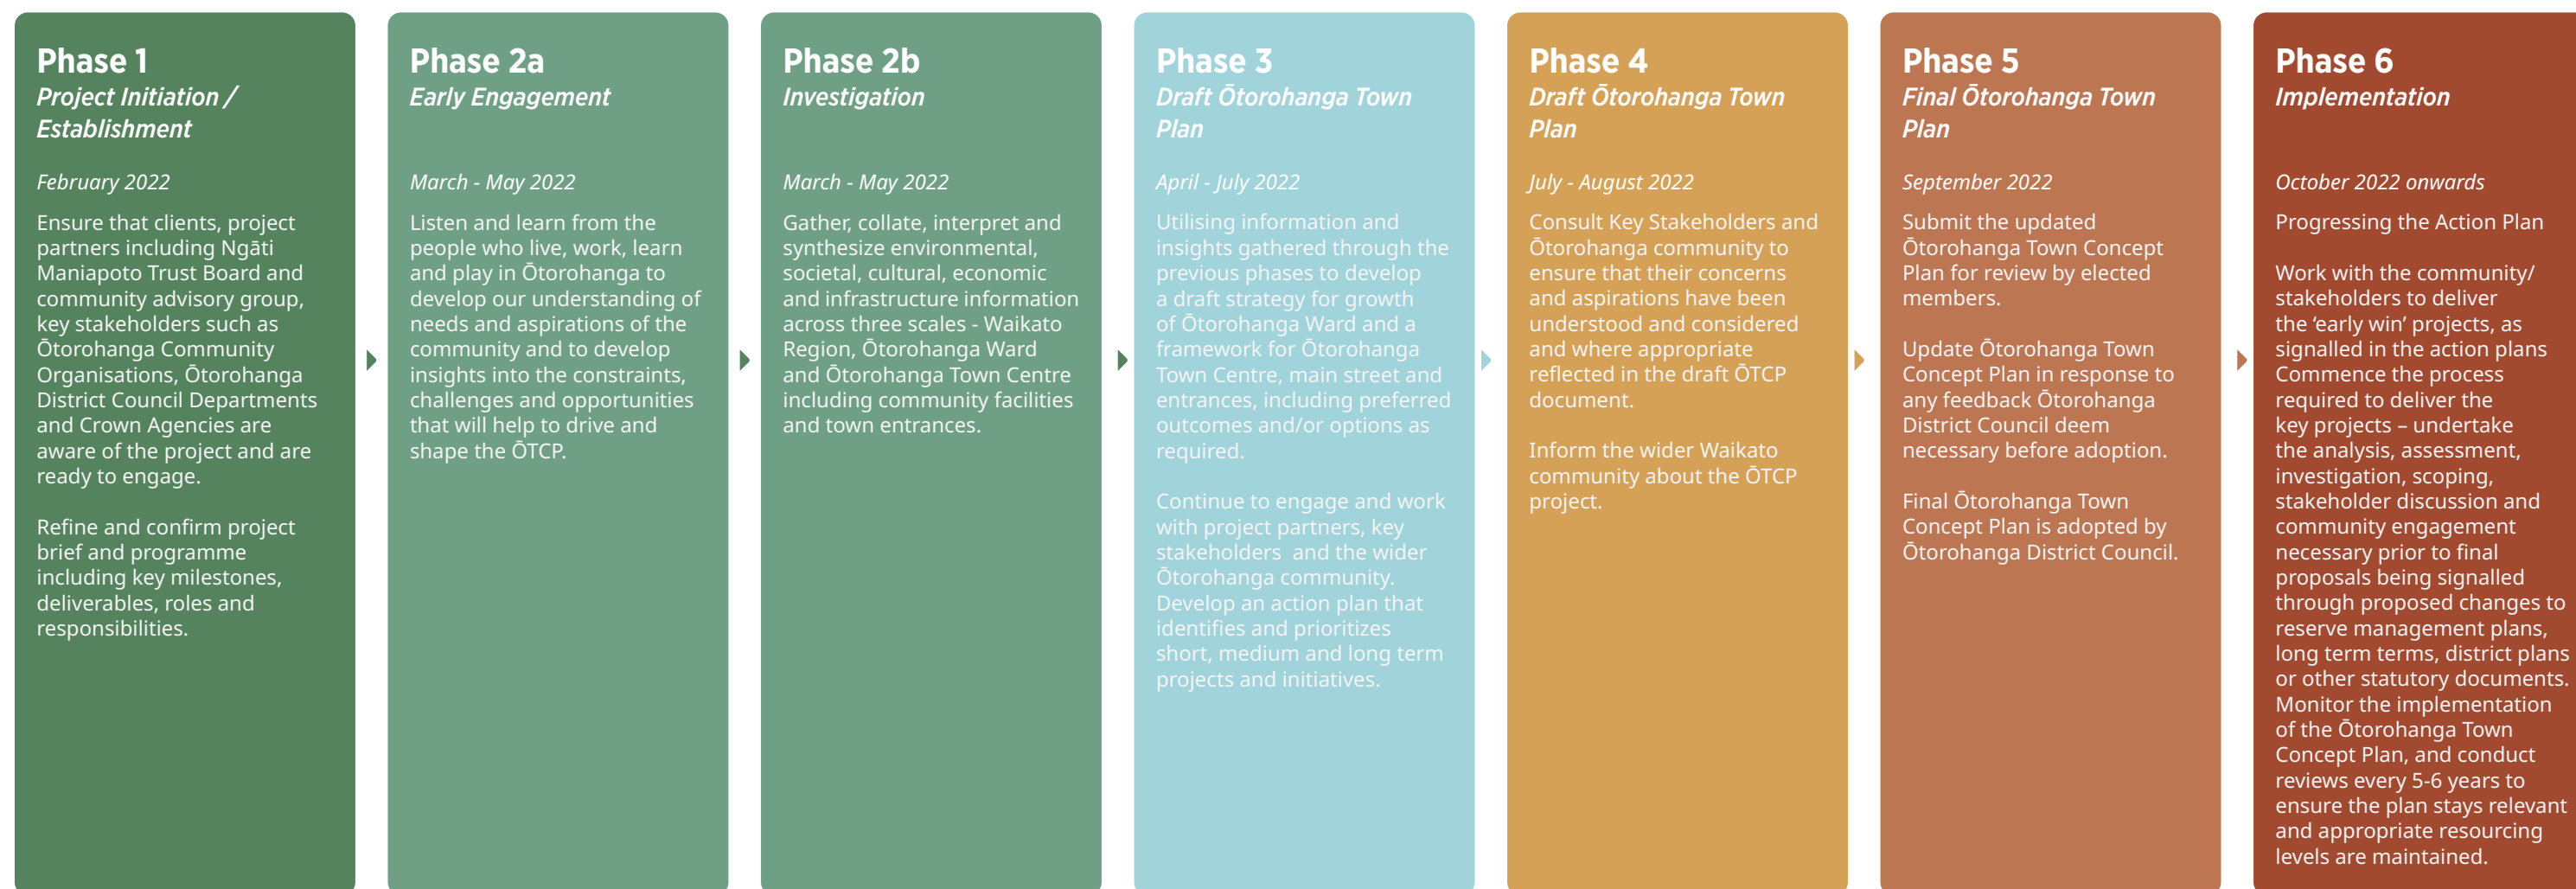 Phase 1
Project Initiation /
Establishment
February 2022
Ensure that clients, project
partners including Ngāti
Maniapoto Trust Board and
community advisory group,
key stakeholders such as
Ōtorohanga Community
Organisations, Ōtorohanga
District Council Departments
and Crown Agencies are
aware of the project and are
ready to engage.
Refine and confirm project
brief and programme
including key milestones,
deliverables, roles and
responsibilities.
Phase 2a
Early Engagement
March - May 2022
Listen and learn from the
people who live, work, learn
and play in Ōtorohanga to
develop our understanding of
needs and aspirations of the
community and to develop
insights into the constraints,
challenges and opportunities
that will help to drive and
shape the ŌTCP.
Phase 2b
Investigation
March - May 2022
Gather, collate, interpret and
synthesize environmental,
societal, cultural, economic
and infrastructure information
across three scales - Waikato
Region, Ōtorohanga Ward
and Ōtorohanga Town Centre
including community facilities
and town entrances.
Phase 3
Draft Ōtorohanga Town
Plan
April - July 2022
Utilising information and
insights gathered through the
previous phases to develop
a draft strategy for growth
of Ōtorohanga Ward and a
framework for Ōtorohanga
Town Centre, main street and
entrances, including preferred
outcomes and/or options as
required.
Continue to engage and work
with project partners, key
stakeholders  and the wider
Ōtorohanga community.
Develop an action plan that
identifies and prioritizes
short, medium and long term
projects and initiatives.
Phase 4
Draft Ōtorohanga Town
Plan
July - August 2022
Consult Key Stakeholders and
Ōtorohanga community to
ensure that their concerns
and aspirations have been
understood and considered
and where appropriate
reflected in the draft ŌTCP
document.
Inform the wider Waikato
community about the ŌTCP
project.
Phase 5
Final Ōtorohanga Town
Plan
September 2022
Submit the updated
Ōtorohanga Town Concept
Plan for review by elected
members.
Update Ōtorohanga Town
Concept Plan in response to
any feedback Ōtorohanga
District Council deem
necessary before adoption.
Final Ōtorohanga Town
Concept Plan is adopted by
Ōtorohanga District Council.
Phase 6
Implementation
October 2022 onwards
Progressing the Action Plan
Work with the community/
stakeholders to deliver
the ‘early win’ projects, as
signalled in the action plans
Commence the process
required to deliver the
key projects – undertake
the analysis, assessment,
investigation, scoping,
stakeholder discussion and
community engagement
necessary prior to final
proposals being signalled
through proposed changes to
reserve management plans,
long term terms, district plans
or other statutory documents.
Monitor the implementation
of the Ōtorohanga Town
Concept Plan, and conduct
reviews every 5-6 years to
ensure the plan stays relevant
and appropriate resourcing
levels are maintained.